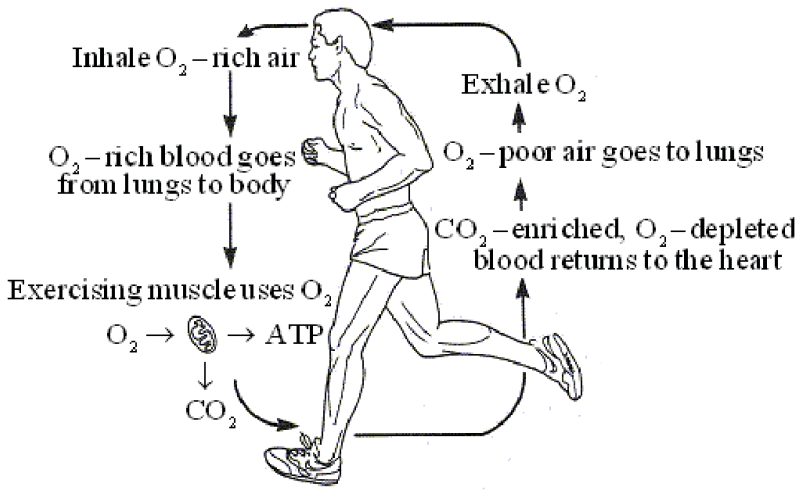 Inhale O₂–rich air
O₂–rich blood goes
from lungs to body
Exercising muscle uses O₂
O₂ → → ATP
↓
CO₂
Exhale O₂
O₂–poor air goes to lungs
CO₂–enriched, O₂–depleted
blood returns to the heart